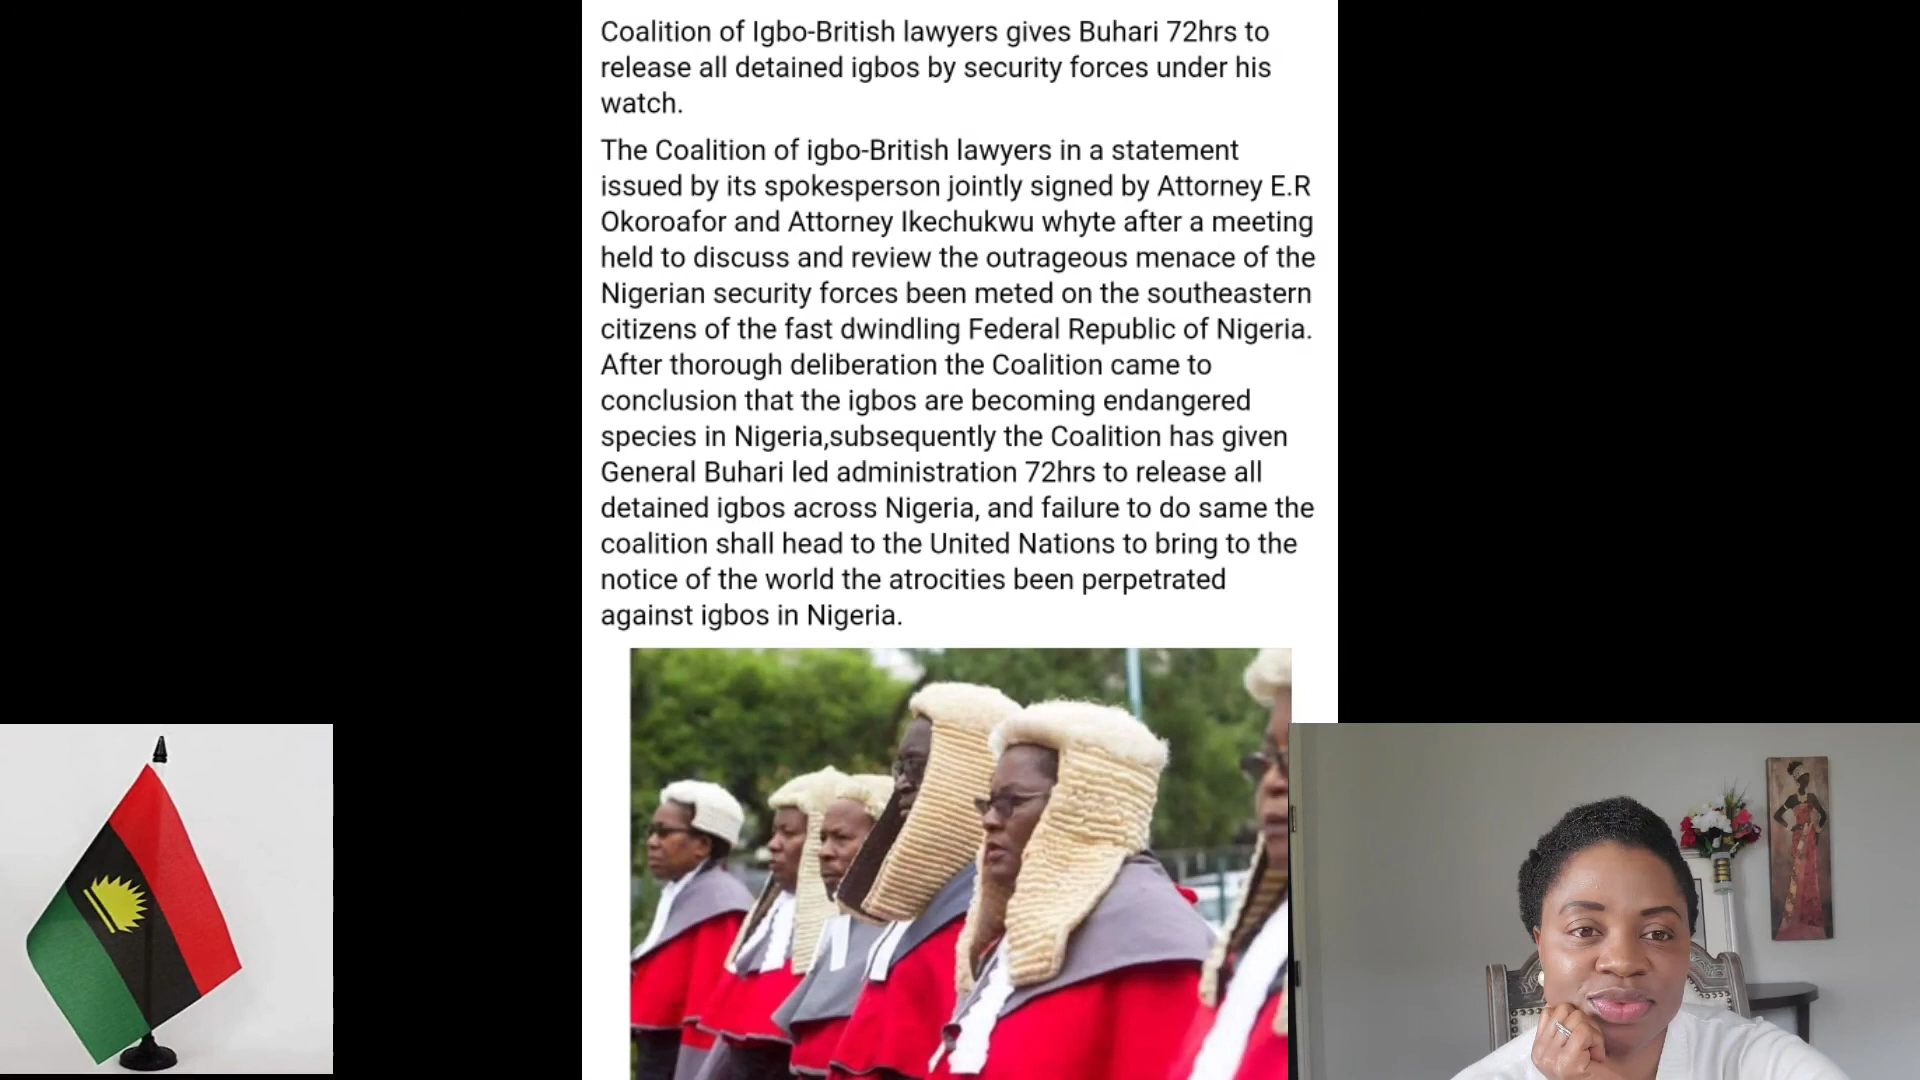 Coalition of Igbo-British lawyers gives Buhari 72hrs to
release all detained igbos by security forces under his
watch.
The Coalition of igbo-British lawyers in a statement
issued by its spokesperson jointly signed by Attorney E.R
Okoroafor and Attorney Ikechukwu whyte after a meeting
held to discuss and review the outrageous menace of the
Nigerian security forces been meted on the southeastern
citizens of the fast dwindling Federal Republic of Nigeria.
After thorough deliberation the Coalition came to
conclusion that the igbos are becoming endangered
species in Nigeria,subsequently the Coalition has given
General Buhari led administration 72hrs to release all
detained igbos across Nigeria, and failure to do same the
coalition shall head to the United Nations to bring to the
notice of the world the atrocities been perpetrated
against igbos in Nigeria.